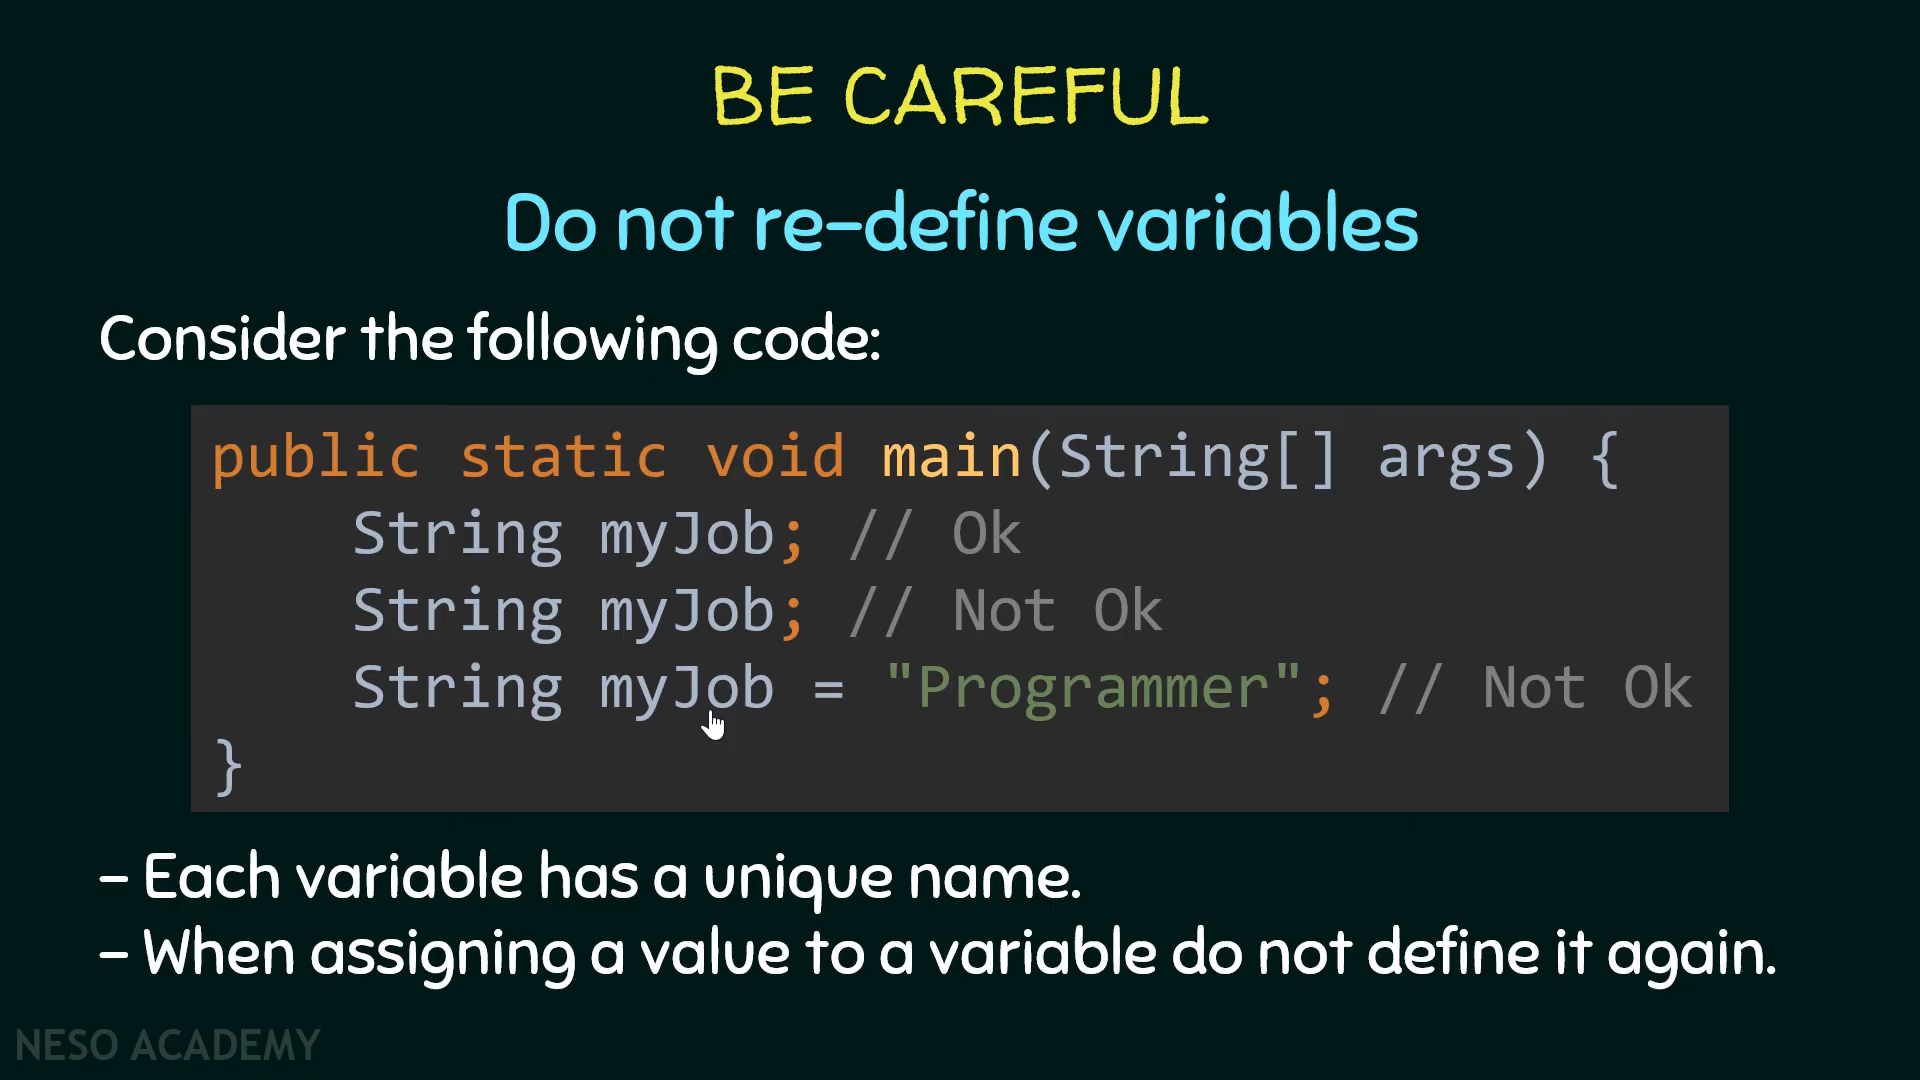 BE CAREFUL
Do not re-define variables
Consider the following code:
public static void main(String[] args) {
    String myJob; // Ok
    String myJob; // Not Ok
    String myJob = "Programmer"; // Not Ok
}
- Each variable has a unique name.
- When assigning a value to a variable do not define it again.
NESO ACADEMY